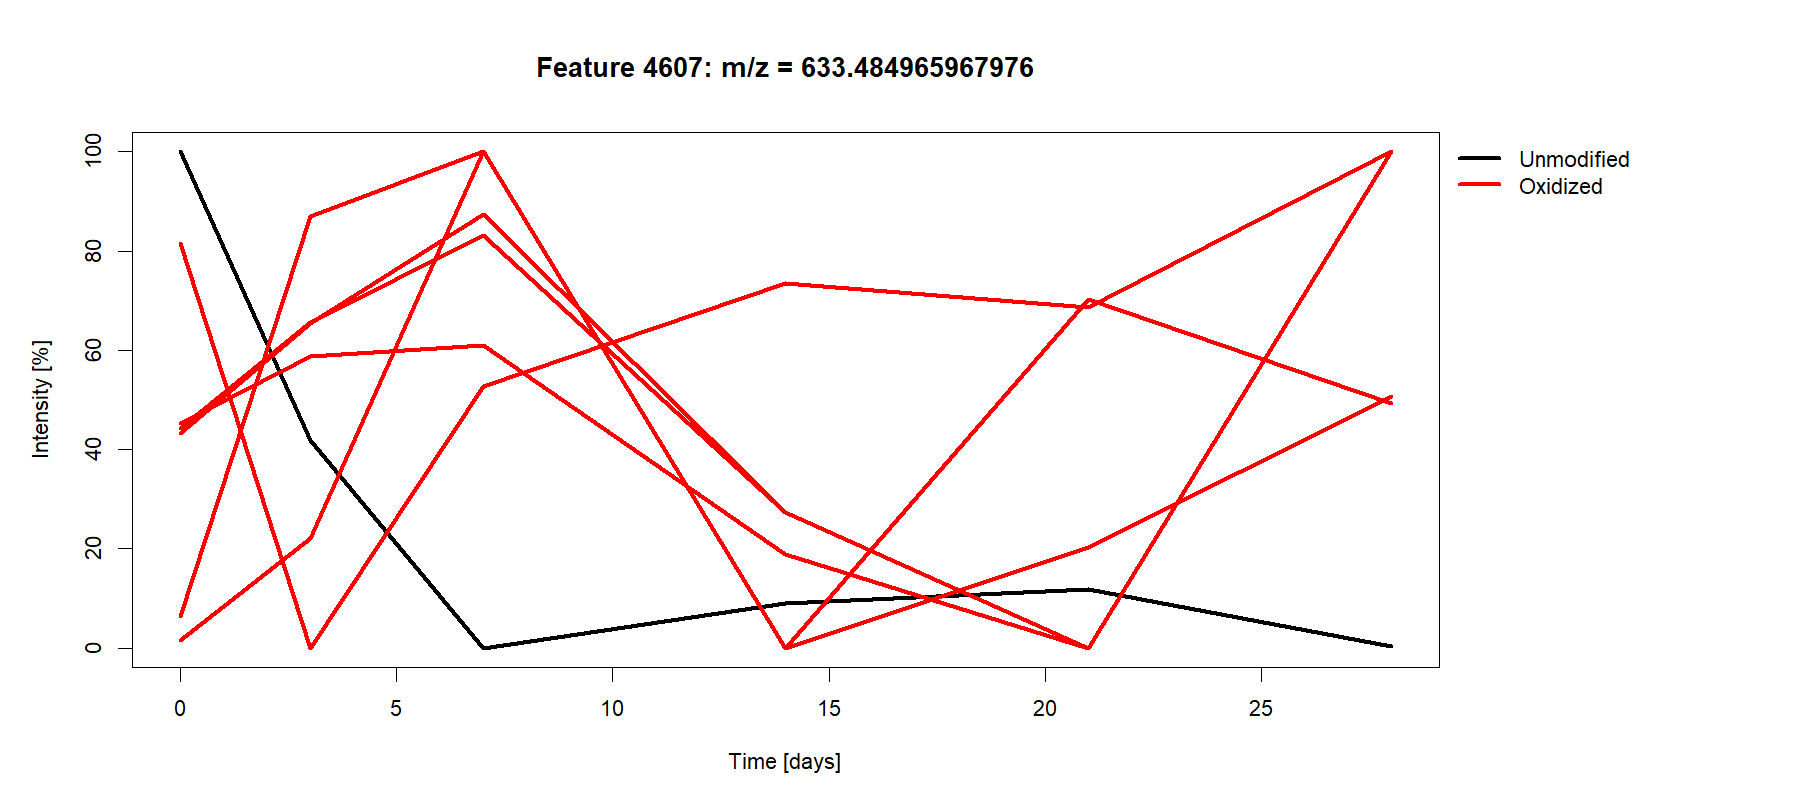 Feature 4607: m/z = 633.484965967976
Unmodified
Oxidized
100
80
60
40
20
0
Intensity [%]
0 5 10 15 20 25
Time [days]